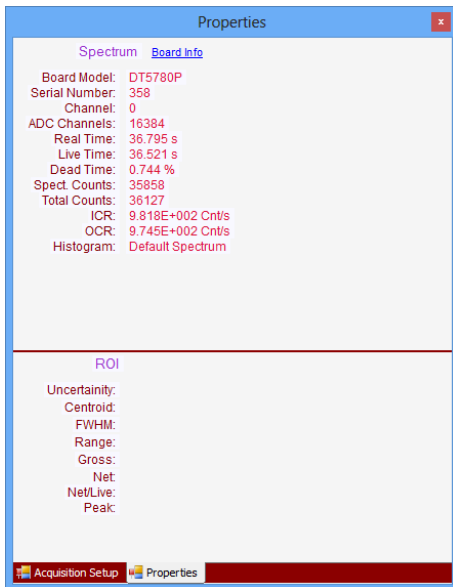 Properties
x
Spectrum Board Info
Board Model: DT5780P
Serial Number: 358
Channel: 0
ADC Channels: 16384
Real Time: 36.795 s
Live Time: 36.521 s
Dead Time: 0.744 %
Spect. Counts: 35858
Total Counts: 36127
ICR: 9.818E+002 Cnt/s
OCR: 9.745E+002 Cnt/s
Histogram: Default Spectrum
ROI
Uncertainity:
Centroid:
FWHM:
Range:
Gross:
Net:
Net/Live:
Peak:
Acquisition Setup Properties